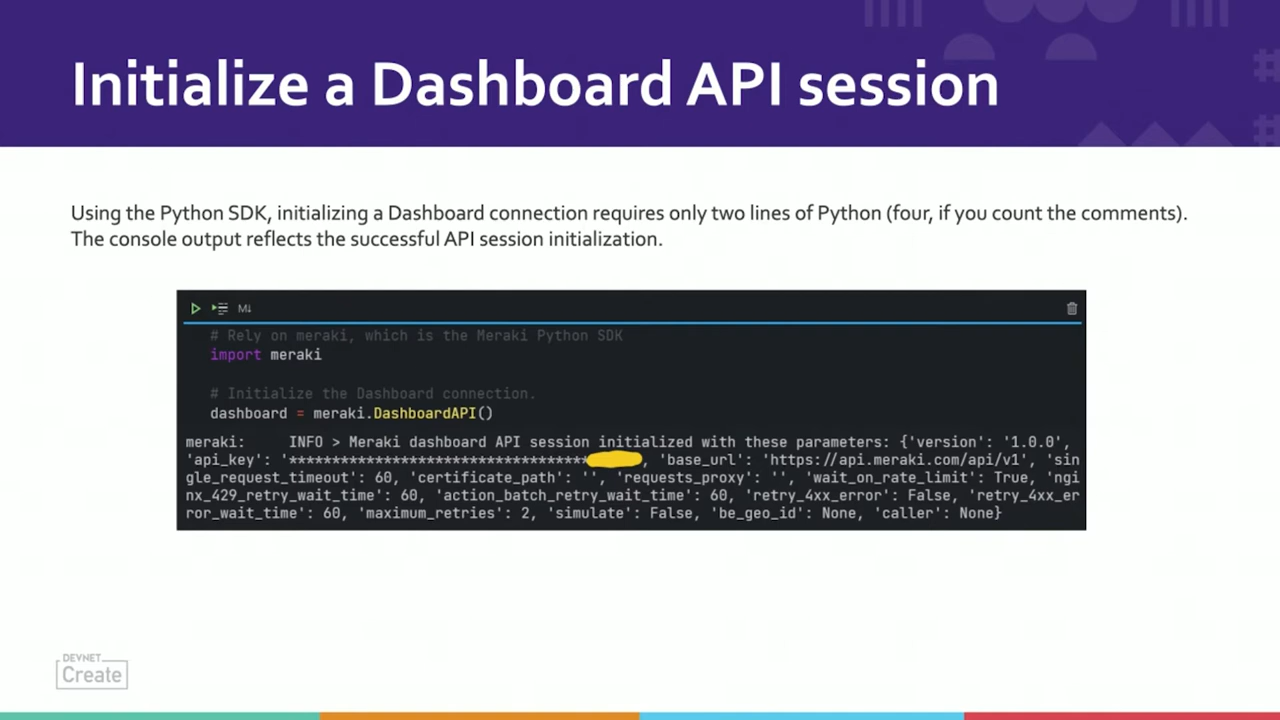 Initialize a Dashboard API session
Using the Python SDK, initializing a Dashboard connection requires only two lines of Python (four, if you count the comments).
The console output reflects the successful API session initialization.
M↓
# Rely on meraki, which is the Meraki Python SDK
import meraki
# Initialize the Dashboard connection.
dashboard = meraki.DashboardAPI()
meraki:     INFO > Meraki dashboard API session initialized with these parameters: {'version': '1.0.0',
'api_key': '***********************************, 'base_url': 'https://api.meraki.com/api/v1', 'sin
gle_request_timeout': 60, 'certificate_path': '', 'requests_proxy': '', 'wait_on_rate_limit': True, 'ngi
nx_429_retry_wait_time': 60, 'action_batch_retry_wait_time': 60, 'retry_4xx_error': False, 'retry_4xx_er
ror_wait_time': 60, 'maximum_retries': 2, 'simulate': False, 'be_geo_id': None, 'caller': None}
DEVNET
Create